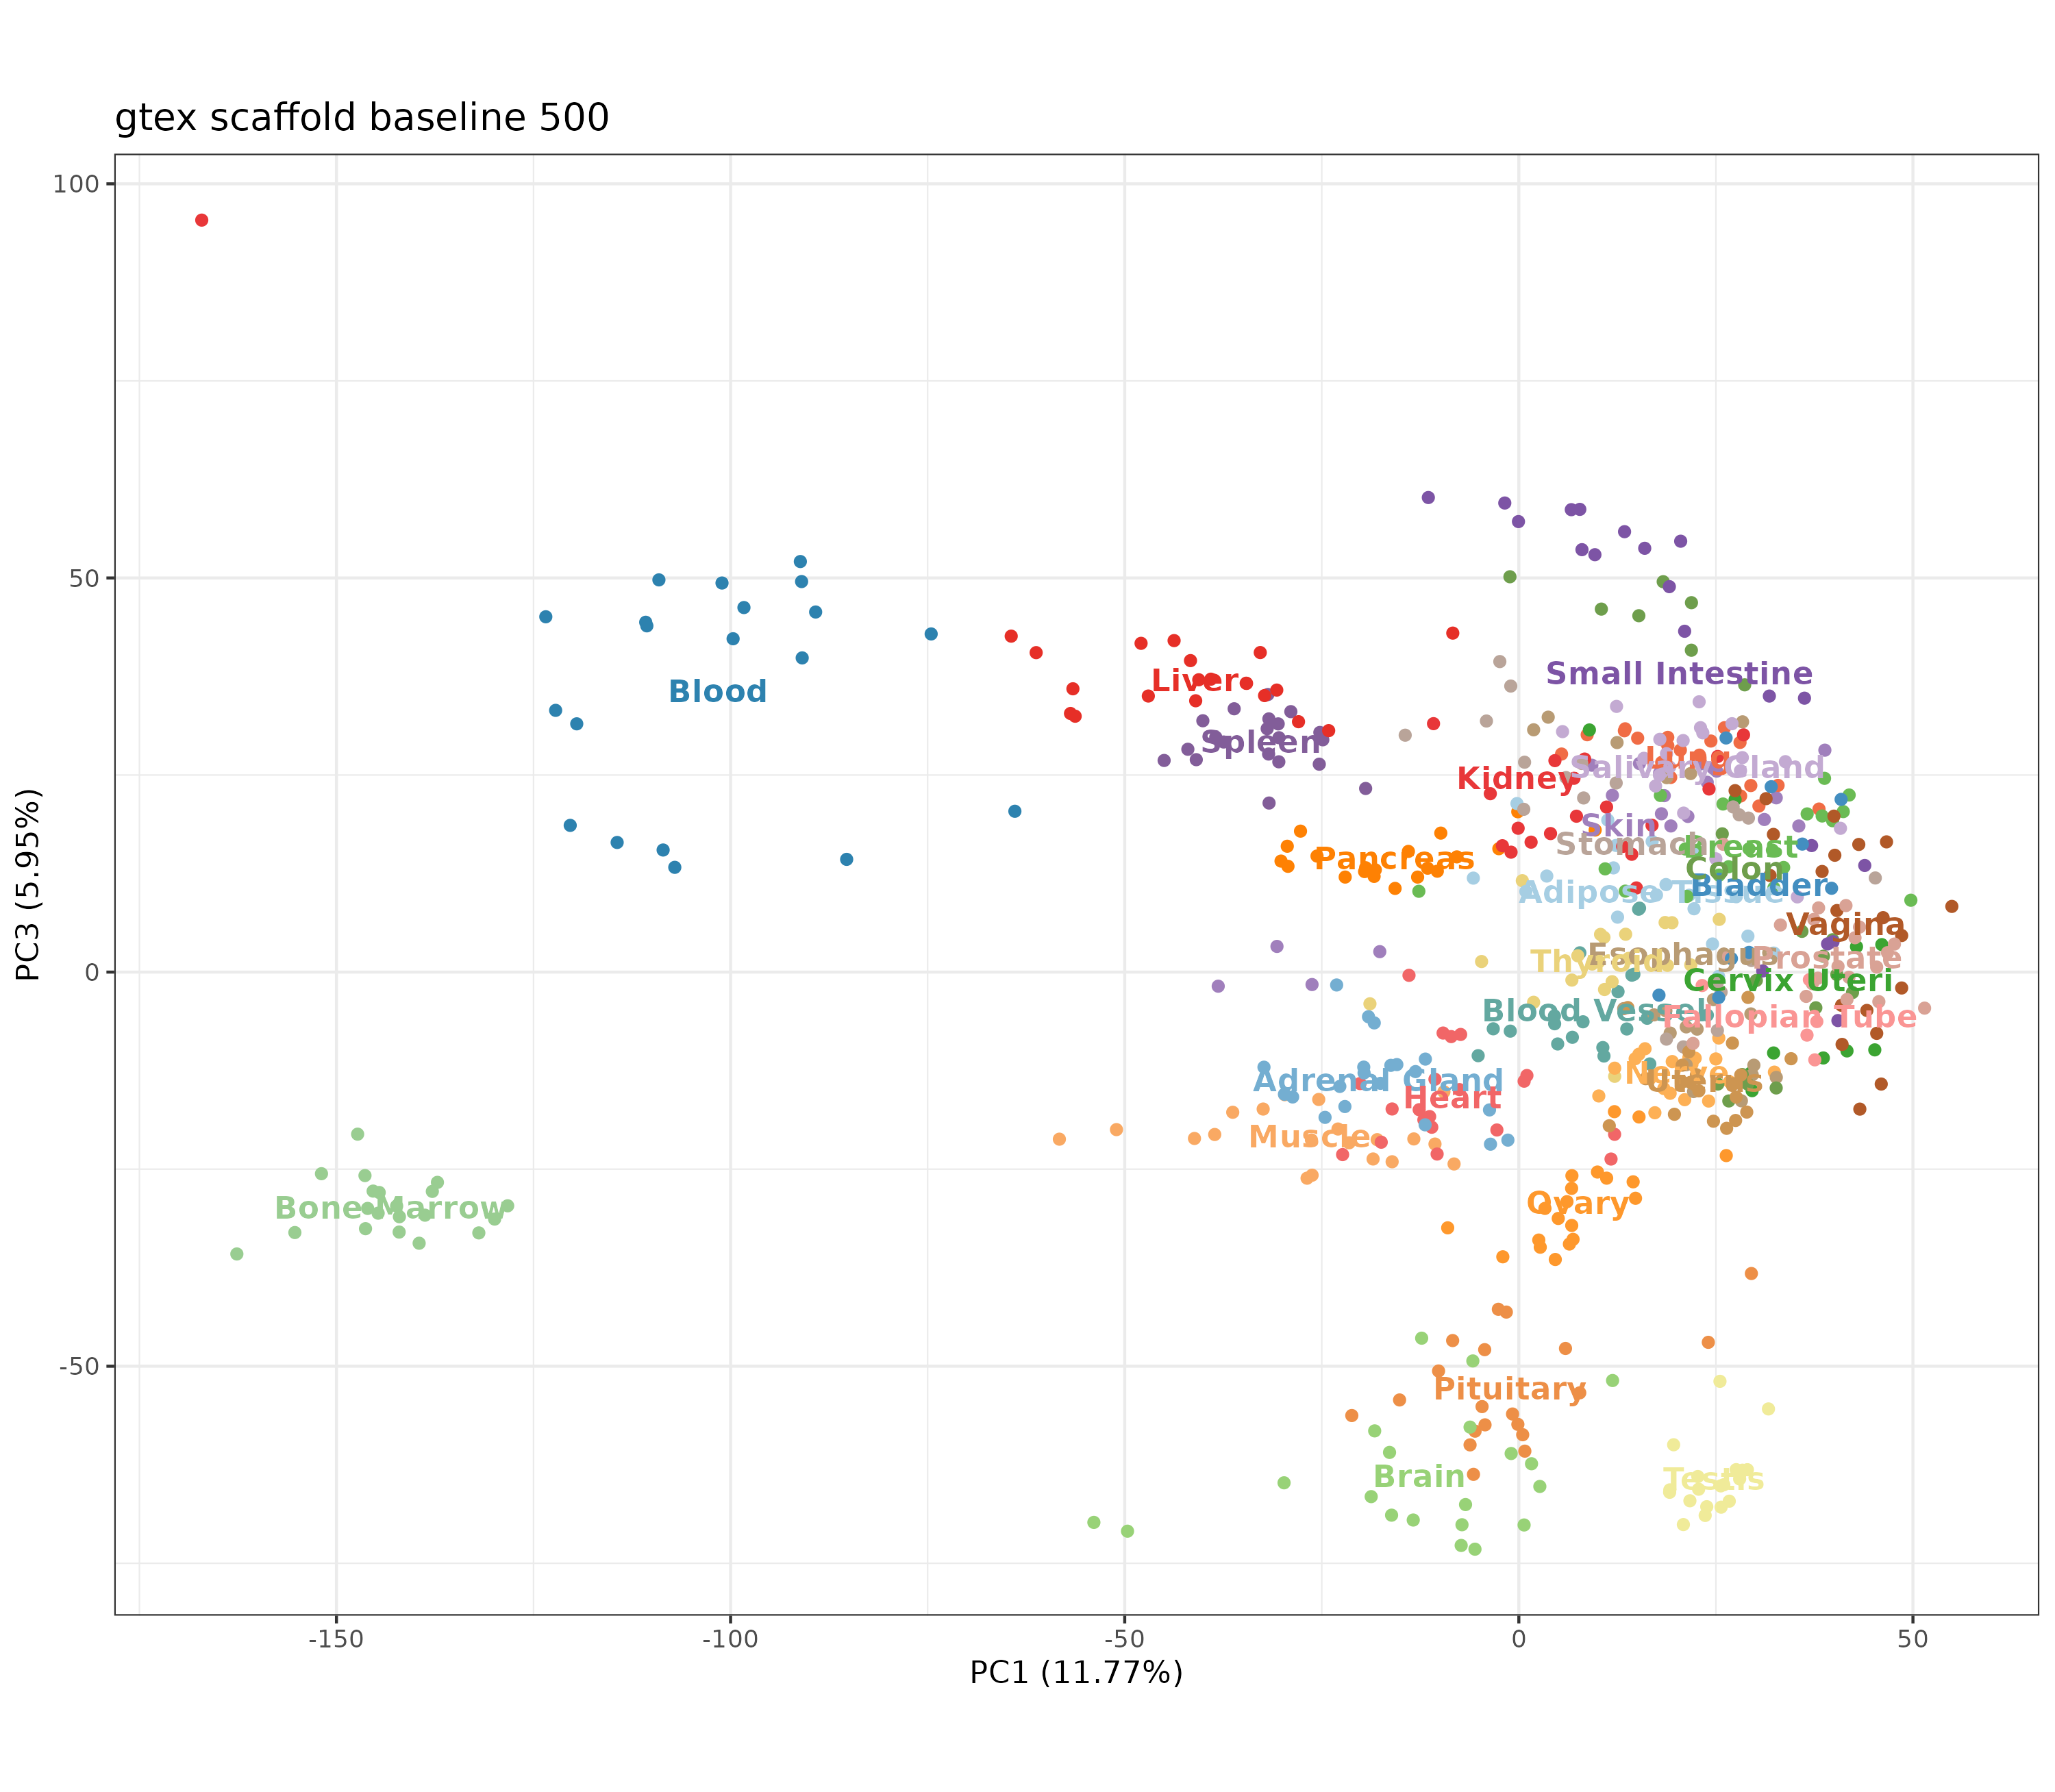 gtex scaffold baseline 500
100
50
0
-50
PC3 (5.95%)
Blood
Liver
Small Intestine
Spleen
Lung
Salivary Gland
Kidney
Skin
Stomach
Breast
Pancreas
Colon
Adipose Tissue
Bladder
Vagina
Thyroid
Esophagus
Prostate
Cervix Uteri
Blood Vessel
Fallopian Tube
Adrenal Gland
Nerve
Uterus
Heart
Muscle
Bone Marrow
Ovary
Pituitary
Brain
Testis
-150
-100
-50
0
50
PC1 (11.77%)